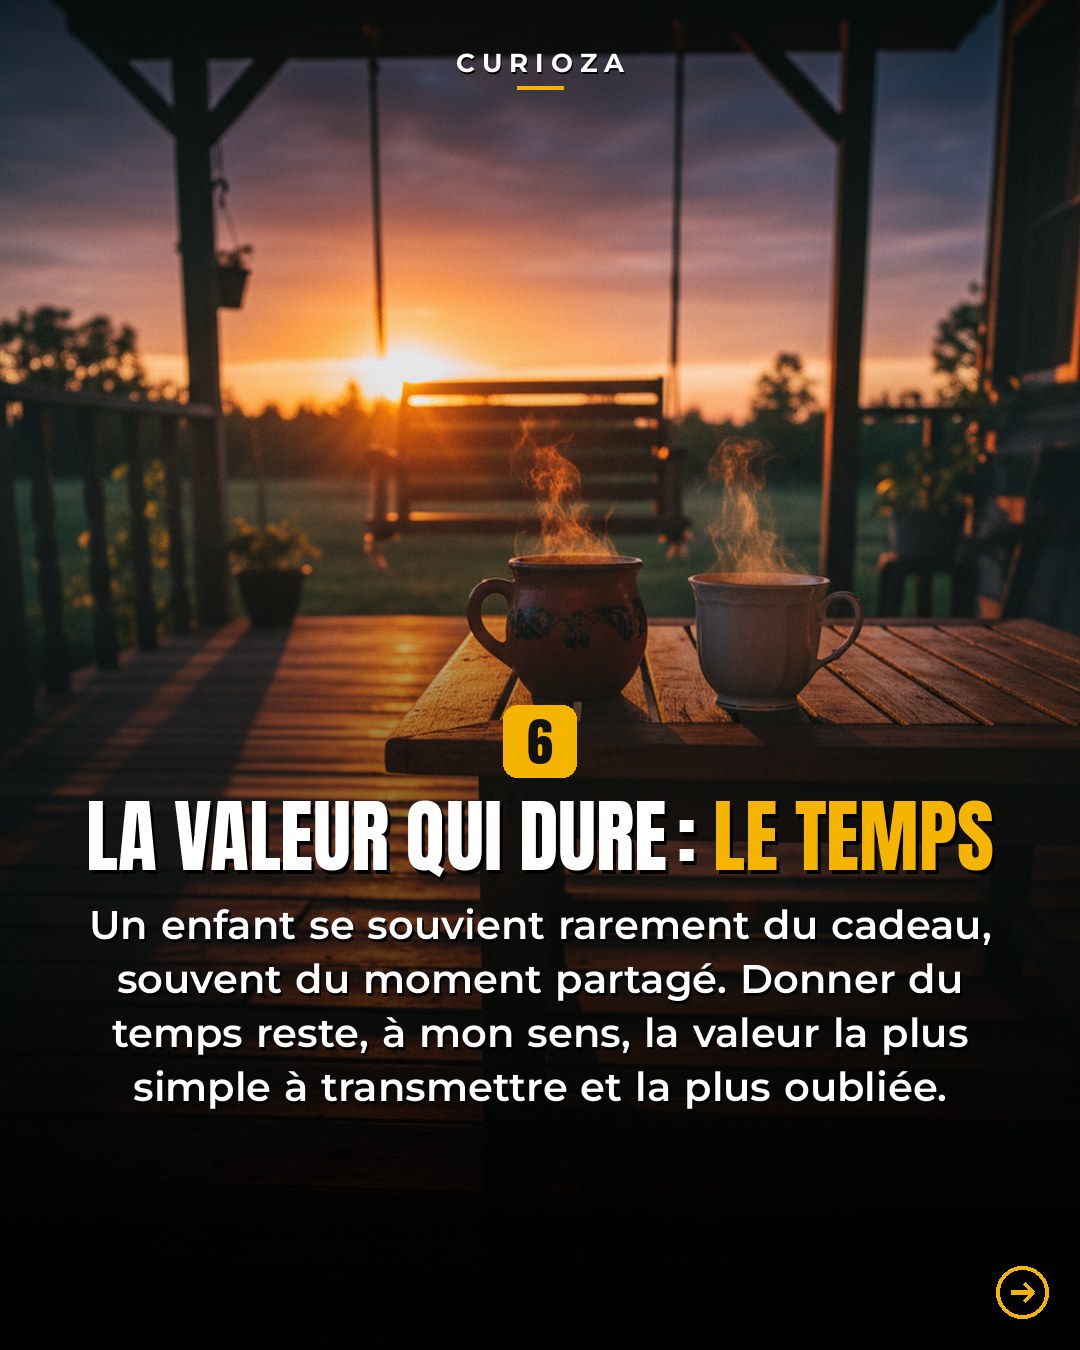 CURIOZA
6
LA VALEUR QUI DURE : LE TEMPS
Un enfant se souvient rarement du cadeau,
souvent du moment partagé. Donner du
temps reste, à mon sens, la valeur la plus
simple à transmettre et la plus oubliée.